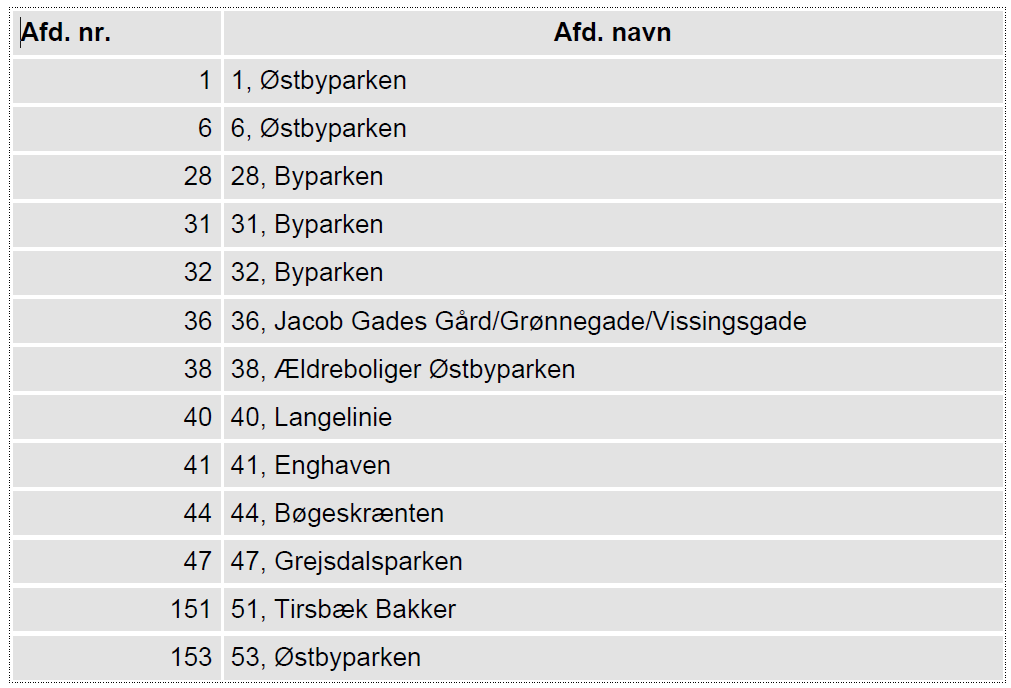 Afd. nr. Afd. navn
1 1, Østbyparken
6 6, Østbyparken
28 28, Byparken
31 31, Byparken
32 32, Byparken
36 36, Jacob Gades Gård/Grønnegade/Vissingsgade
38 38, Ældreboliger Østbyparken
40 40, Langelinie
41 41, Enghaven
44 44, Bøgeskrænten
47 47, Grejsdalsparken
151 51, Tirsbæk Bakker
153 53, Østbyparken